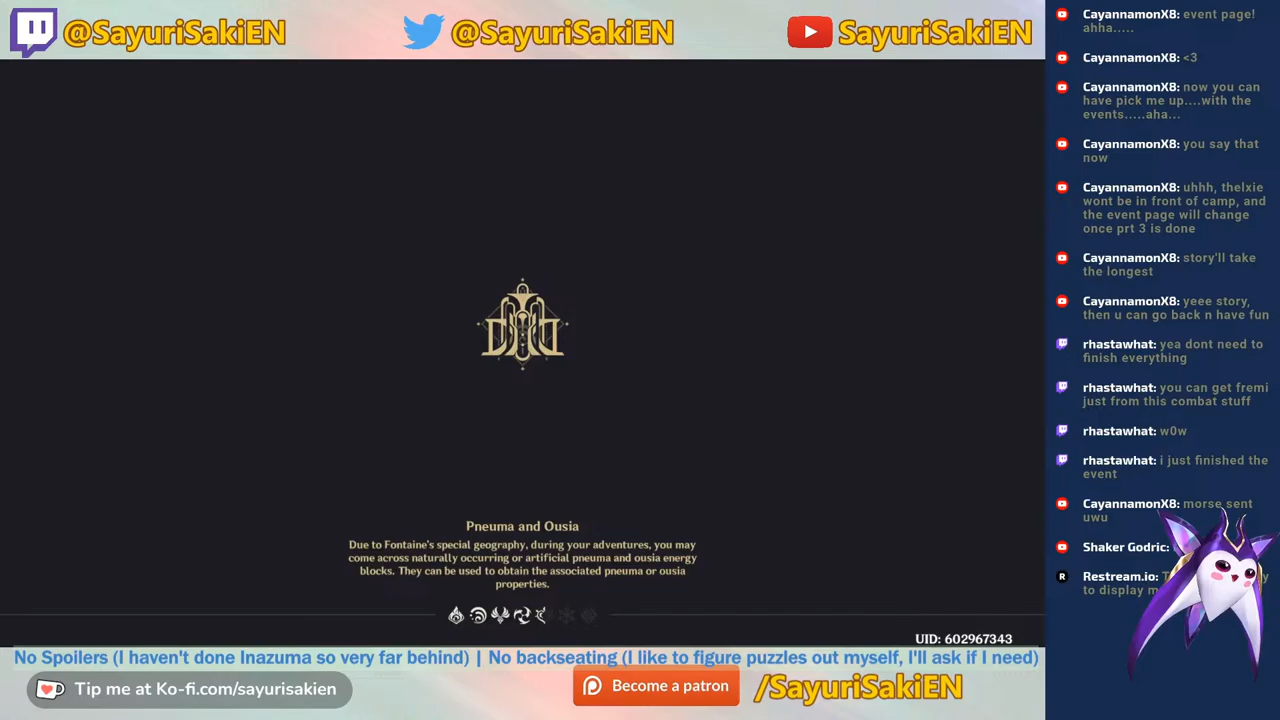 @SayuriSakiEN @SayuriSakiEN SayuriSakiEN
Pneuma and Ousia
Due to Fontaine's special geography, during your adventures, you may
come across naturally occurring or artificial pneuma and ousia energy
blocks. They can be used to obtain the associated pneuma or ousia
properties.
UID: 602967343
No Spoilers (I haven't done Inazuma so very far behind) | No backseating (I like to figure puzzles out myself, I'll ask if I need)
Tip me at Ko-fi.com/sayurisakien
Become a patron
/SayuriSakiEN
CayannamonX8: event page!
ahha.....
CayannamonX8: <3
CayannamonX8: now you can
have pick me up....with the
events.....aha...
CayannamonX8: you say that
now
CayannamonX8: uhhh, thelxie
wont be in front of camp, and
the event page will change
once prt 3 is done
CayannamonX8: story'll take
the longest
CayannamonX8: yeee story,
then u can go back n have fun
rhastawhat: yea dont need to
finish everything
rhastawhat: you can get fremi
just from this combat stuff
rhastawhat: w0w
rhastawhat: i just finished the
event
CayannamonX8: morse sent
uwu
Shaker Godric:
R Restream.io:
to display